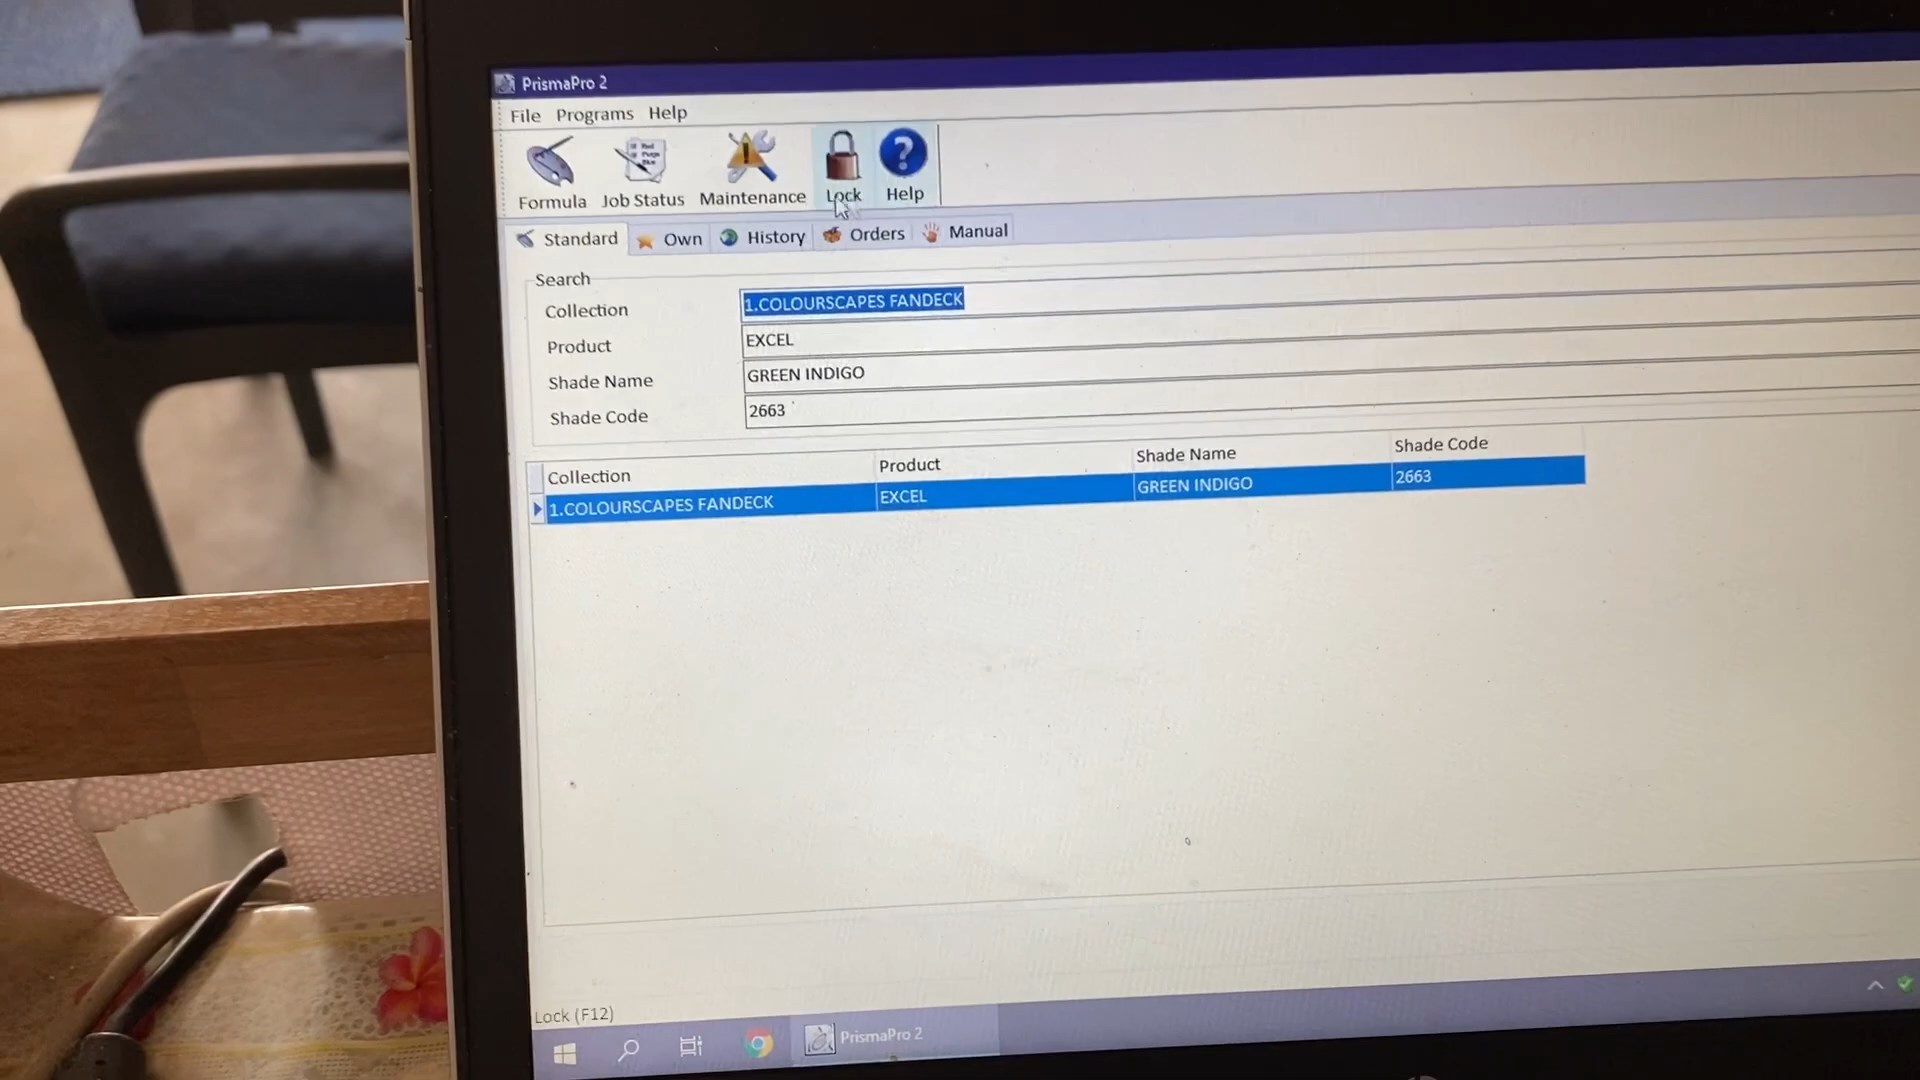 PrismaPro 2
File Programs Help
Formula Job Status Maintenance Lock Help
Standard Own History Orders Manual
Search
Collection 1.COLOURSCAPES FANDECK
Product EXCEL
Shade Name GREEN INDIGO
Shade Code 2663
Collection Product Shade Name Shade Code
1.COLOURSCAPES FANDECK EXCEL GREEN INDIGO 2663
Lock (F12)
PrismaPro 2